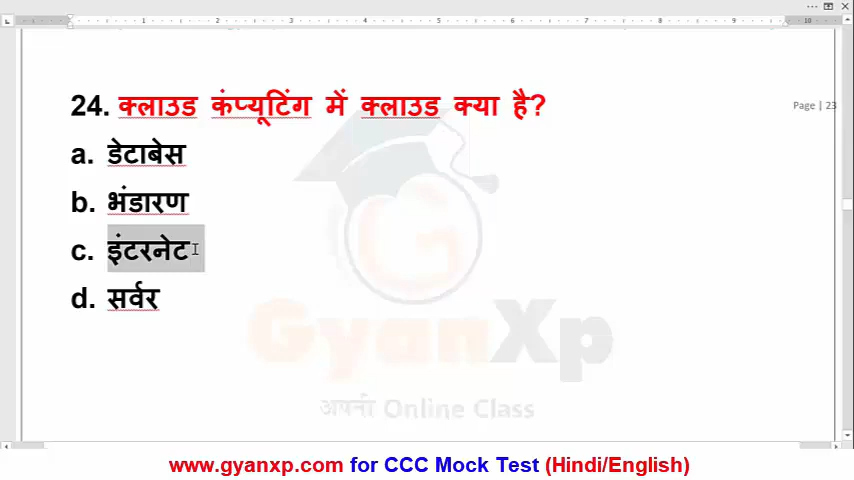 24. क्लाउड कंप्यूटिंग में क्लाउड क्या है?
Page | 23
a. डेटाबेस
b. भंडारण
c. इंटरनेट
d. सर्वर
GyanXp
अपनी Online Class
www.gyanxp.com for CCC Mock Test (Hindi/English)